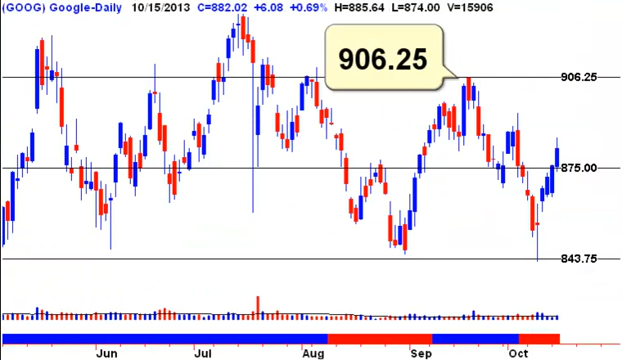 (GOOG) Google-Daily 10/15/2013 C=882.02 +6.08 +0.69% H=885.64 L=874.00 V=15906
906.25
906.25
875.00
843.75
Jun Jul Aug Sep Oct